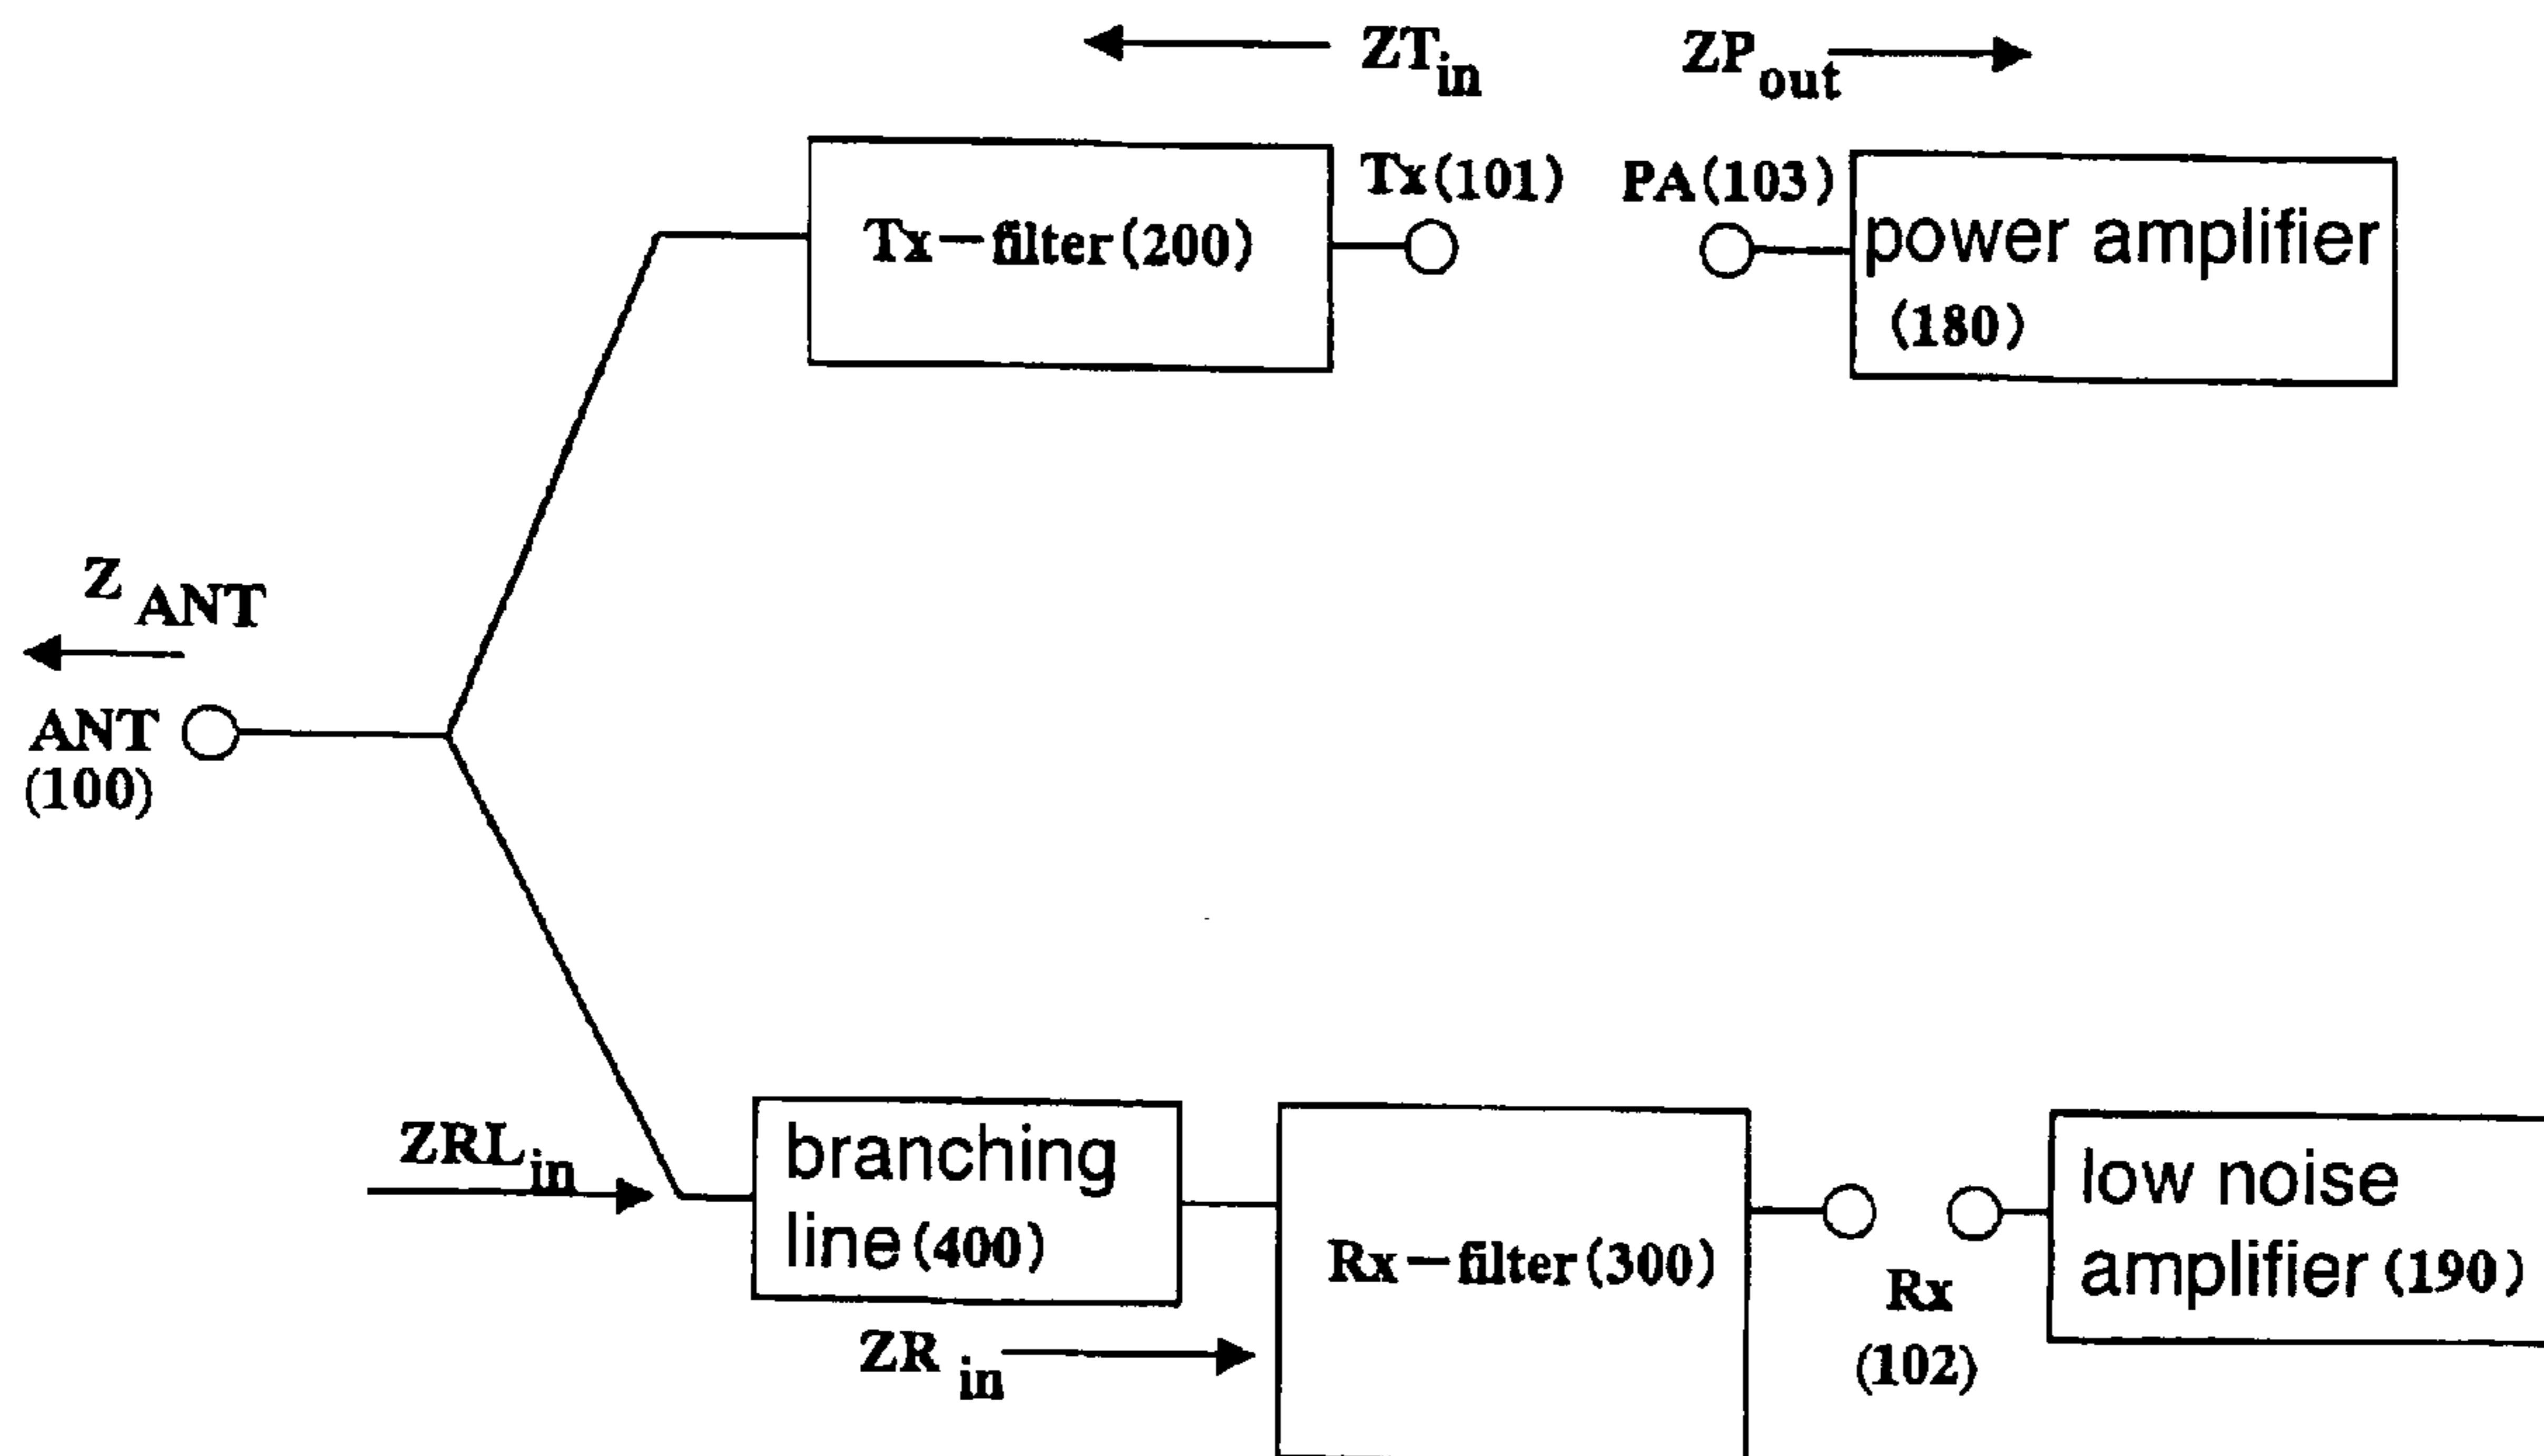 ZTin
ZPout
Tx(101)
PA(103)
Tx−filter(200)
power amplifier
(180)
Z ANT
ANT
(100)
ZRLin
branching
line(400)
ZR in
Rx−filter(300)
Rx
(102)
low noise
amplifier(190)